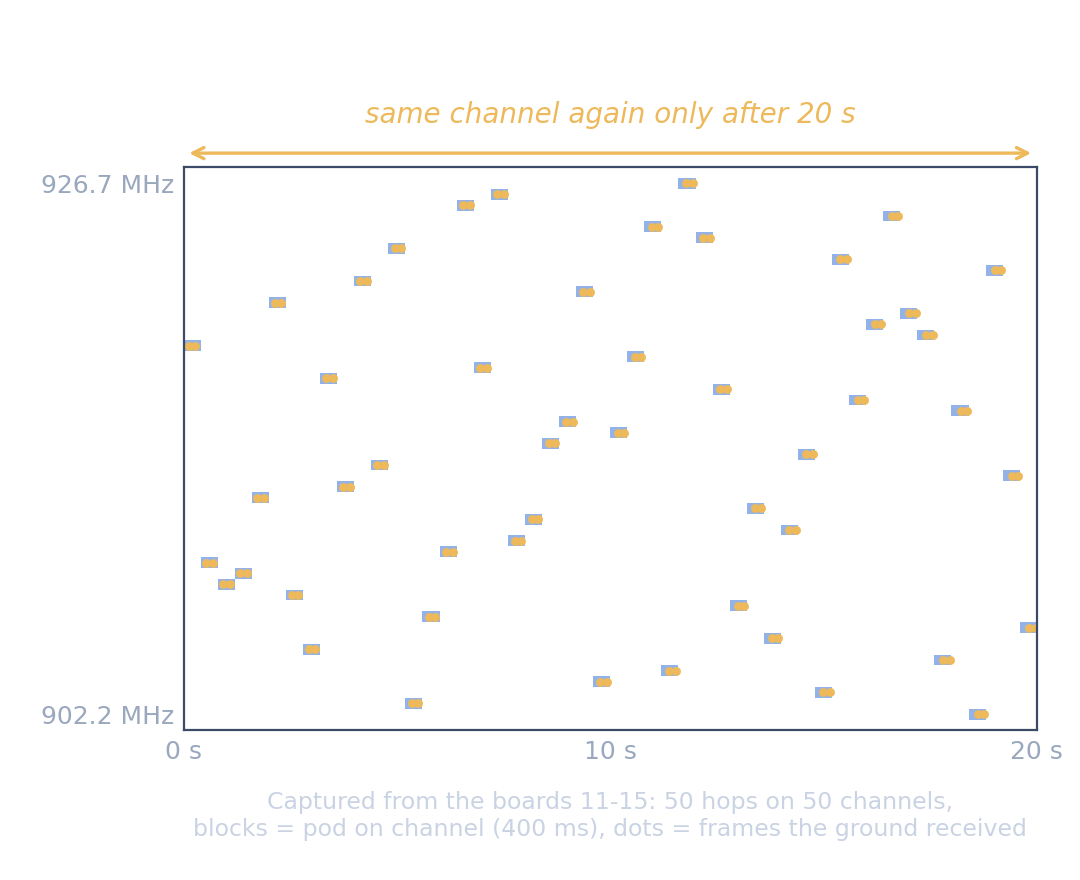 same channel again only after 20 s
926.7 MHz
902.2 MHz
0 s
10 s
20 s
Captured from the boards 11-15: 50 hops on 50 channels,
blocks = pod on channel (400 ms), dots = frames the ground received